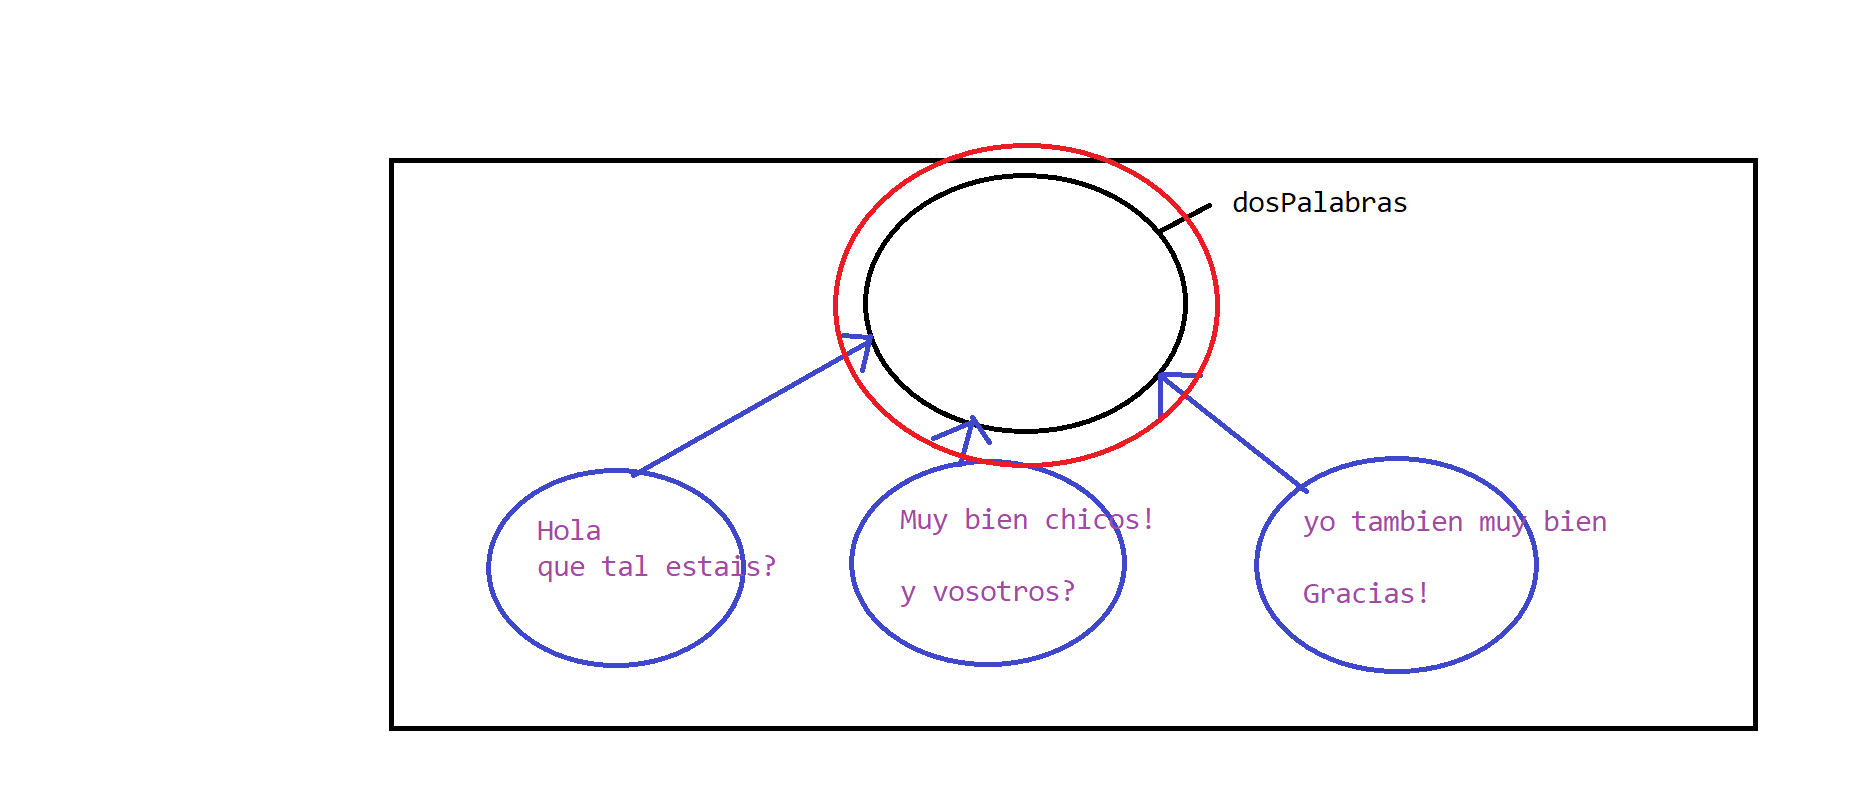 dosPalabras
Hola
que tal estais?
Muy bien chicos!
y vosotros?
yo tambien muy bien
Gracias!